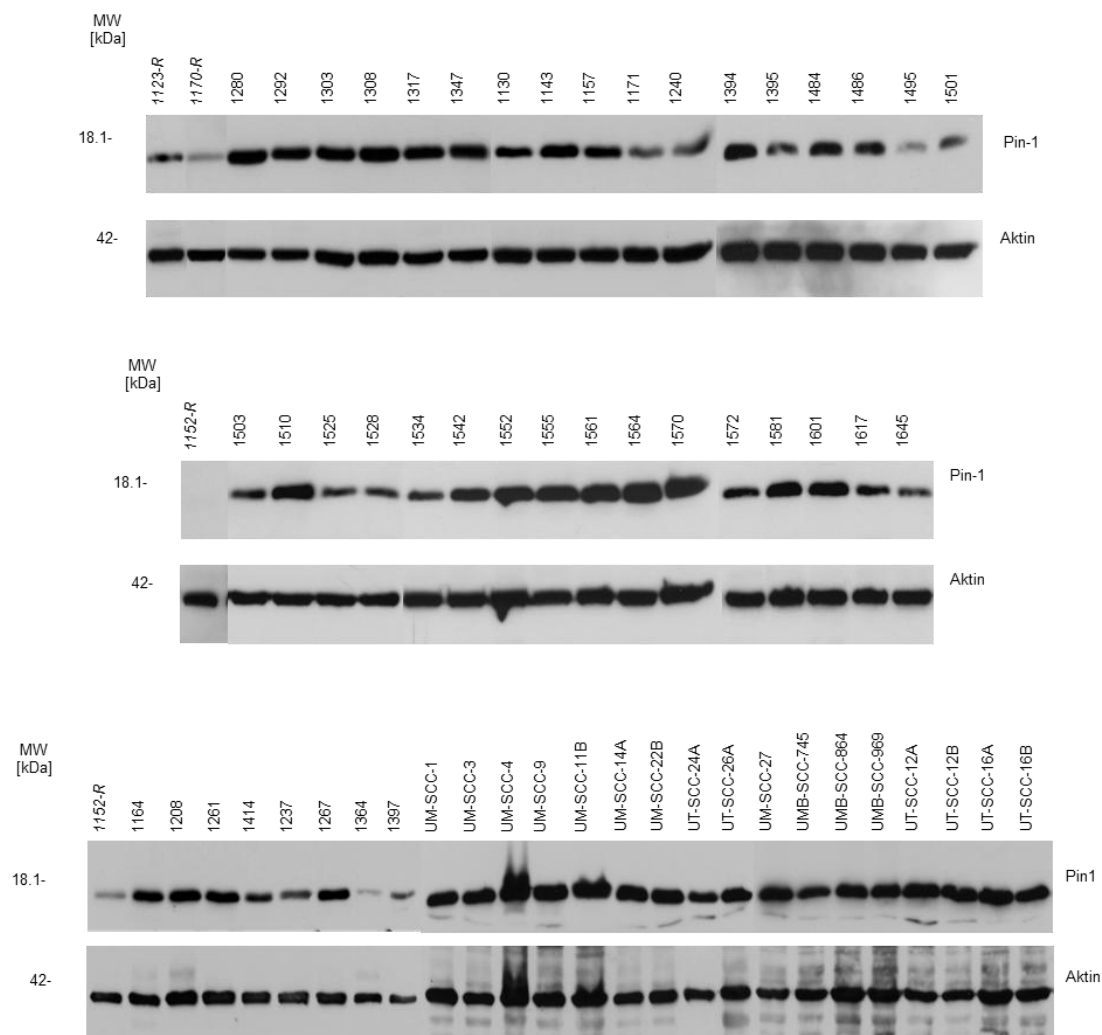 MW
[kDa]
1123-R 1170-R 1280 1292 1303 1308 1317 1347 1130 1143 1157 1171 1240 1394 1395 1484 1486 1495 1501
18.1- Pin-1
42- Aktin
MW
[kDa]
1152-R 1503 1510 1525 1528 1534 1542 1552 1555 1561 1564 1570 1572 1581 1601 1617 1645
18.1- Pin-1
42- Aktin
MW
[kDa]
1152-R 1164 1208 1261 1414 1237 1267 1364 1397 UM-SCC-1 UM-SCC-3 UM-SCC-4 UM-SCC-9 UM-SCC-11B UM-SCC-14A UM-SCC-22B UT-SCC-24A UT-SCC-26A UM-SCC-27 UMB-SCC-745 UMB-SCC-864 UMB-SCC-969 UT-SCC-12A UT-SCC-12B UT-SCC-16A UT-SCC-16B
18.1- Pin1
42- Aktin